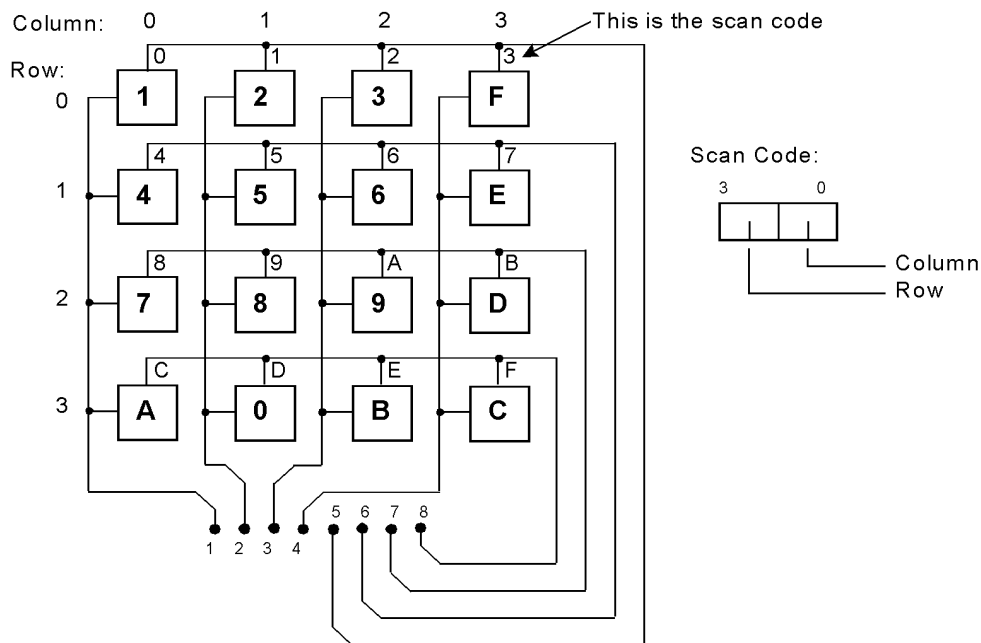 Column: 0 1 2 3 This is the scan code
Row:
0 1 2 3
0 1 2 3 F
4 5 6 7
1 4 5 6 E
Scan Code:
3 0
8 9 A B
2 7 8 9 D
Column
Row
C D E F
3 A 0 B C
5 6 7 8
1 2 3 4